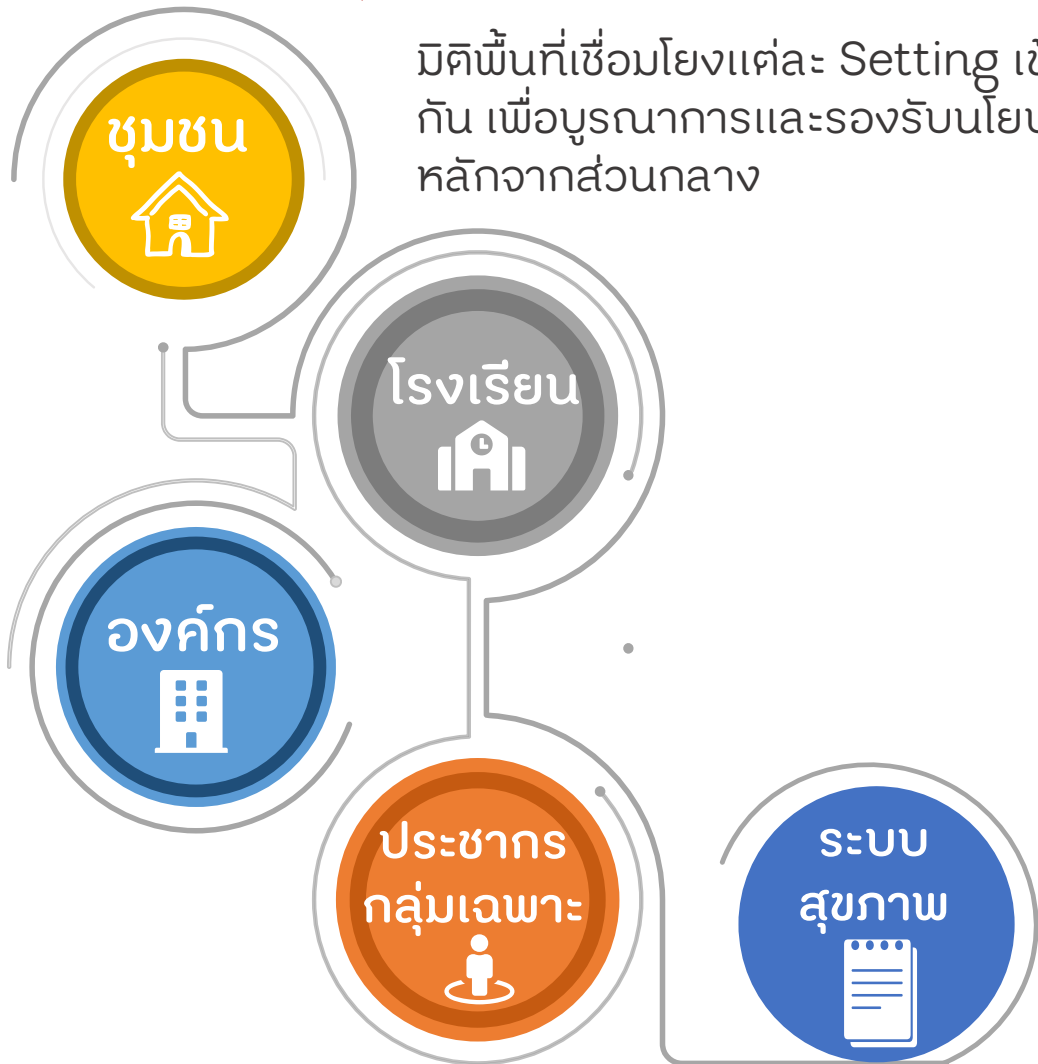 มิติพื้นที่เชื่อมโยงแต่ละ Setting
กัน เพื่อบูรณาการและรองรับ
หลักจากส่วนกลาง
ชุมชน
โรงเรียน
องค์กร
ประชากร
กลุ่มเฉพาะ
ระบบ
สุขภาพ